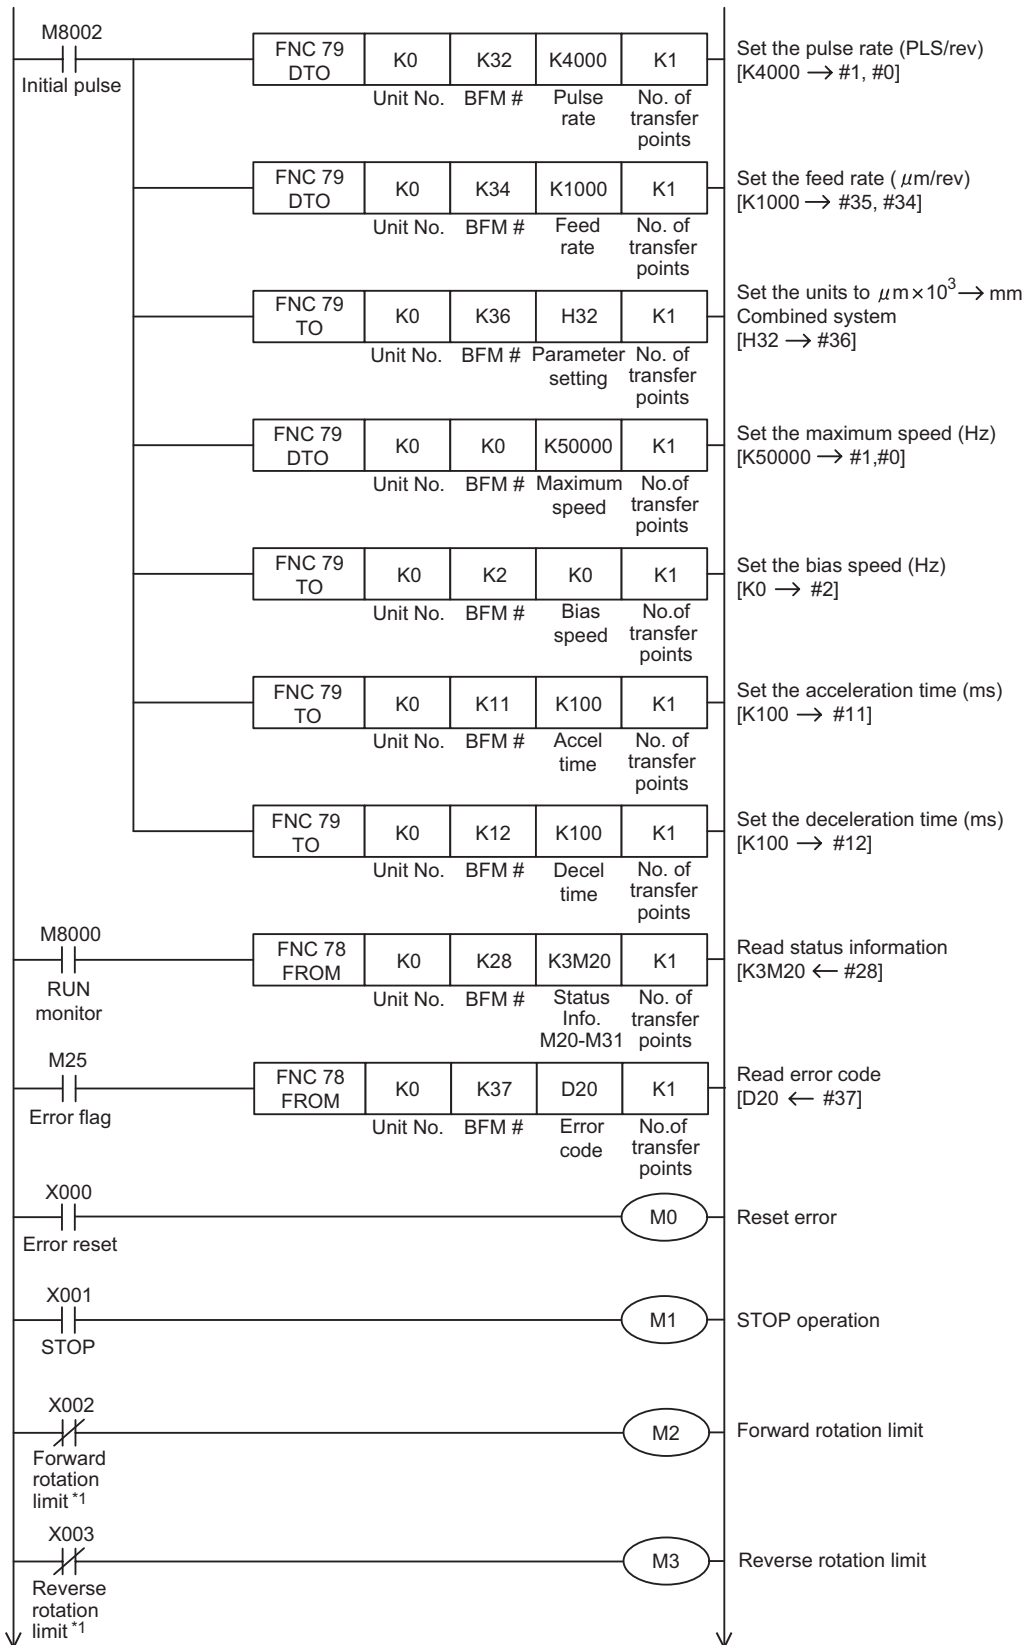 M8002
Initial pulse
FNC 79
DTO
K0
K32
K4000
K1
Unit No.
BFM #
Pulse
rate
No. of
transfer
points
Set the pulse rate (PLS/rev)
[K4000 → #1, #0]
FNC 79
DTO
K0
K34
K1000
K1
Unit No.
BFM #
Feed
rate
No. of
transfer
points
Set the feed rate ( μm/rev)
[K1000 → #35, #34]
FNC 79
TO
K0
K36
H32
K1
Unit No.
BFM #
Parameter
setting
No. of
transfer
points
Set the units to μm×10³→ mm
Combined system
[H32 → #36]
FNC 79
DTO
K0
K0
K50000
K1
Unit No.
BFM #
Maximum
speed
No.of
transfer
points
Set the maximum speed (Hz)
[K50000 → #1,#0]
FNC 79
TO
K0
K2
K0
K1
Unit No.
BFM #
Bias
speed
No.of
transfer
points
Set the bias speed (Hz)
[K0 → #2]
FNC 79
TO
K0
K11
K100
K1
Unit No.
BFM #
Accel
time
No. of
transfer
points
Set the acceleration time (ms)
[K100 → #11]
FNC 79
TO
K0
K12
K100
K1
Unit No.
BFM #
Decel
time
No. of
transfer
points
Set the deceleration time (ms)
[K100 → #12]
M8000
RUN
monitor
FNC 78
FROM
K0
K28
K3M20
K1
Unit No.
BFM #
Status
Info.
M20-M31
No. of
transfer
points
Read status information
[K3M20 ← #28]
M25
Error flag
FNC 78
FROM
K0
K37
D20
K1
Unit No.
BFM #
Error
code
No.of
transfer
points
Read error code
[D20 ← #37]
X000
Error reset
M0
Reset error
X001
STOP
M1
STOP operation
X002
Forward
rotation
limit *1
M2
Forward rotation limit
X003
Reverse
rotation
limit *1
M3
Reverse rotation limit